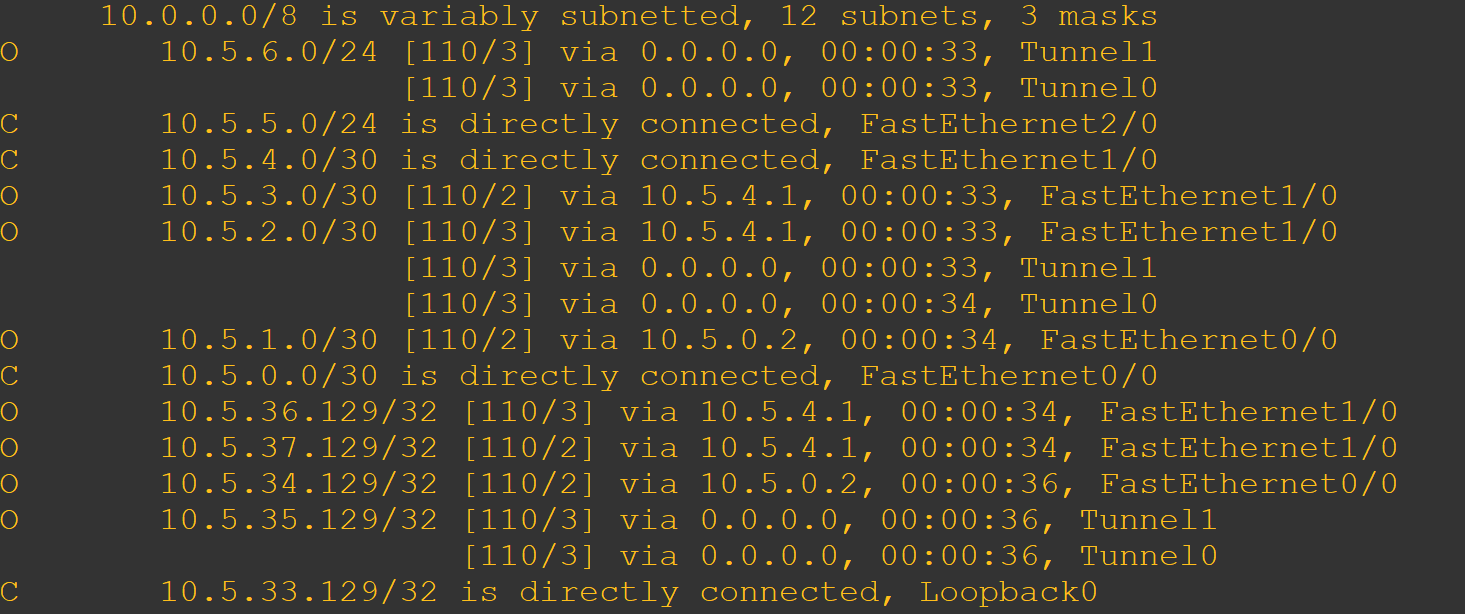 10.0.0.0/8 is variably subnetted, 12 subnets, 3 masks
O 10.5.6.0/24 [110/3] via 0.0.0.0, 00:00:33, Tunnel1
[110/3] via 0.0.0.0, 00:00:33, Tunnel0
C 10.5.5.0/24 is directly connected, FastEthernet2/0
C 10.5.4.0/30 is directly connected, FastEthernet1/0
O 10.5.3.0/30 [110/2] via 10.5.4.1, 00:00:33, FastEthernet1/0
O 10.5.2.0/30 [110/3] via 10.5.4.1, 00:00:33, FastEthernet1/0
[110/3] via 0.0.0.0, 00:00:33, Tunnel1
[110/3] via 0.0.0.0, 00:00:34, Tunnel0
O 10.5.1.0/30 [110/2] via 10.5.0.2, 00:00:34, FastEthernet0/0
C 10.5.0.0/30 is directly connected, FastEthernet0/0
O 10.5.36.129/32 [110/3] via 10.5.4.1, 00:00:34, FastEthernet1/0
O 10.5.37.129/32 [110/2] via 10.5.4.1, 00:00:34, FastEthernet1/0
O 10.5.34.129/32 [110/2] via 10.5.0.2, 00:00:36, FastEthernet0/0
O 10.5.35.129/32 [110/3] via 0.0.0.0, 00:00:36, Tunnel1
[110/3] via 0.0.0.0, 00:00:36, Tunnel0
C 10.5.33.129/32 is directly connected, Loopback0